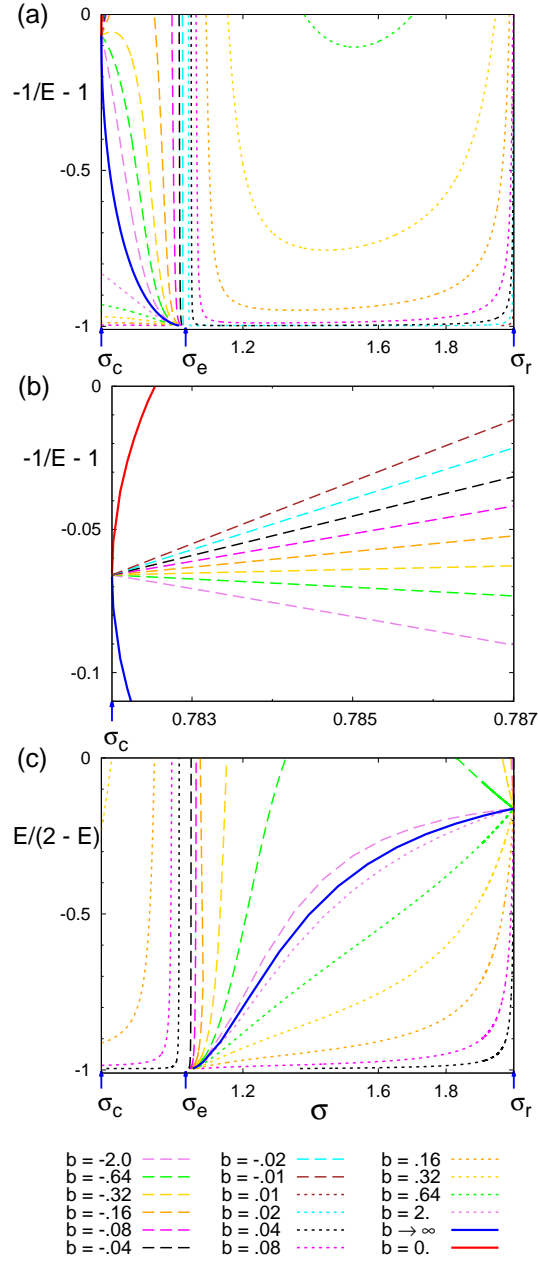 (a)
0
-1/E - 1
-0.5
-1
1.2
1.6
1.8
σc
σe
σr
(b)
0
-1/E - 1
-0.05
-0.1
0.783
0.785
0.787
σc
(c)
0
E/(2 - E)
-0.5
-1
1.2
1.6
1.8
σc
σe
σ
σr
b = -2.0
b = -.64
b = -.32
b = -.16
b = -.08
b = -.04
b = -.02
b = -.01
b = .01
b = .02
b = .04
b = .08
b = .16
b = .32
b = .64
b = 2.
b → ∞
b = 0.